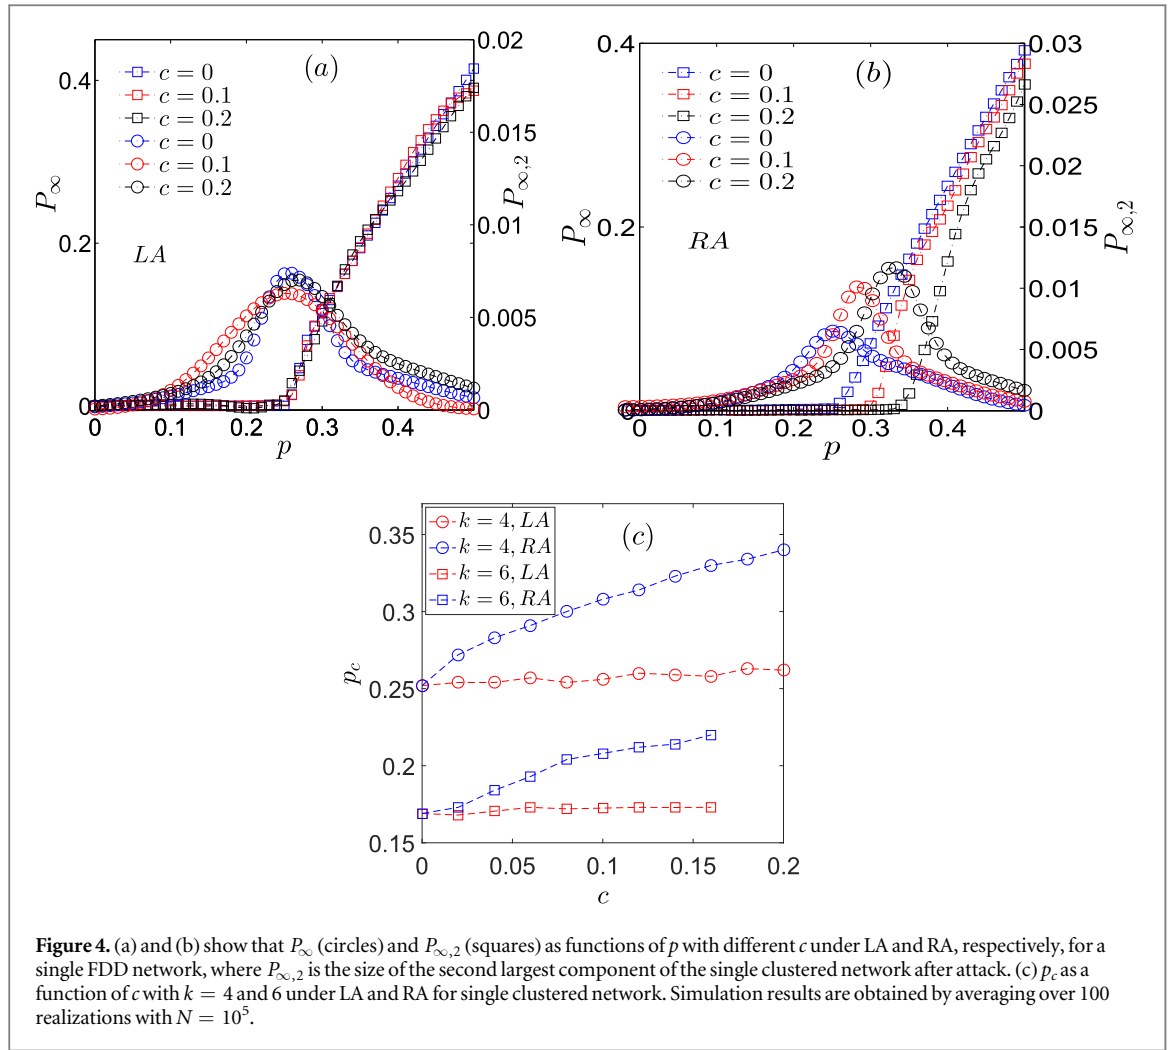 (a)
0.4
0.2
0
P∞
c = 0
c = 0.1
c = 0.2
c = 0
c = 0.1
c = 0.2
LA
0.02
0.015
0.01
0.005
0
P∞,2
0 0.1 0.2 0.3 0.4
p
(b)
0.4
0.2
0
P∞
c = 0
c = 0.1
c = 0.2
c = 0
c = 0.1
c = 0.2
RA
0.03
0.025
0.02
0.015
0.01
0.005
0
P∞,2
0.1 0.2 0.3 0.4
p
(c)
k = 4, LA
k = 4, RA
k = 6, LA
k = 6, RA
0.35
0.3
0.25
0.2
0.15
pc
0 0.05 0.1 0.15 0.2
c
Figure 4. (a) and (b) show that P∞ (circles) and P∞,2 (squares) as functions of p with different c under LA and RA, respectively, for a
single FDD network, where P∞,2 is the size of the second largest component of the single clustered network after attack. (c) pc as a
function of c with k = 4 and 6 under LA and RA for single clustered network. Simulation results are obtained by averaging over 100
realizations with N = 10⁵.